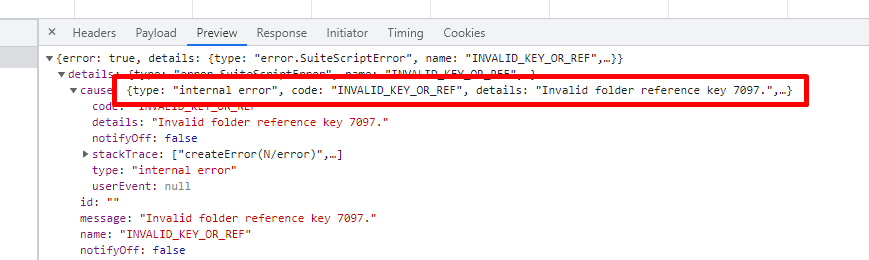 Headers Preview Response Initiator Timing Cookies
{error: true, details: {type: "error.SuiteScriptError", name: "INVALID_KEY_OR_REF",…}}
details: {type: "error.SuiteScriptError", name: "INVALID_KEY_OR_REF",…}
cause {type: "internal error", code: "INVALID_KEY_OR_REF", details: "Invalid folder reference key 7097.",…}
code: "INVALID_KEY_OR_REF"
details: "Invalid folder reference key 7097."
notifyOff: false
stackTrace: ["createError(N/error)",…]
type: "internal error"
userEvent: null
id: ""
message: "Invalid folder reference key 7097."
name: "INVALID_KEY_OR_REF"
notifyOff: false